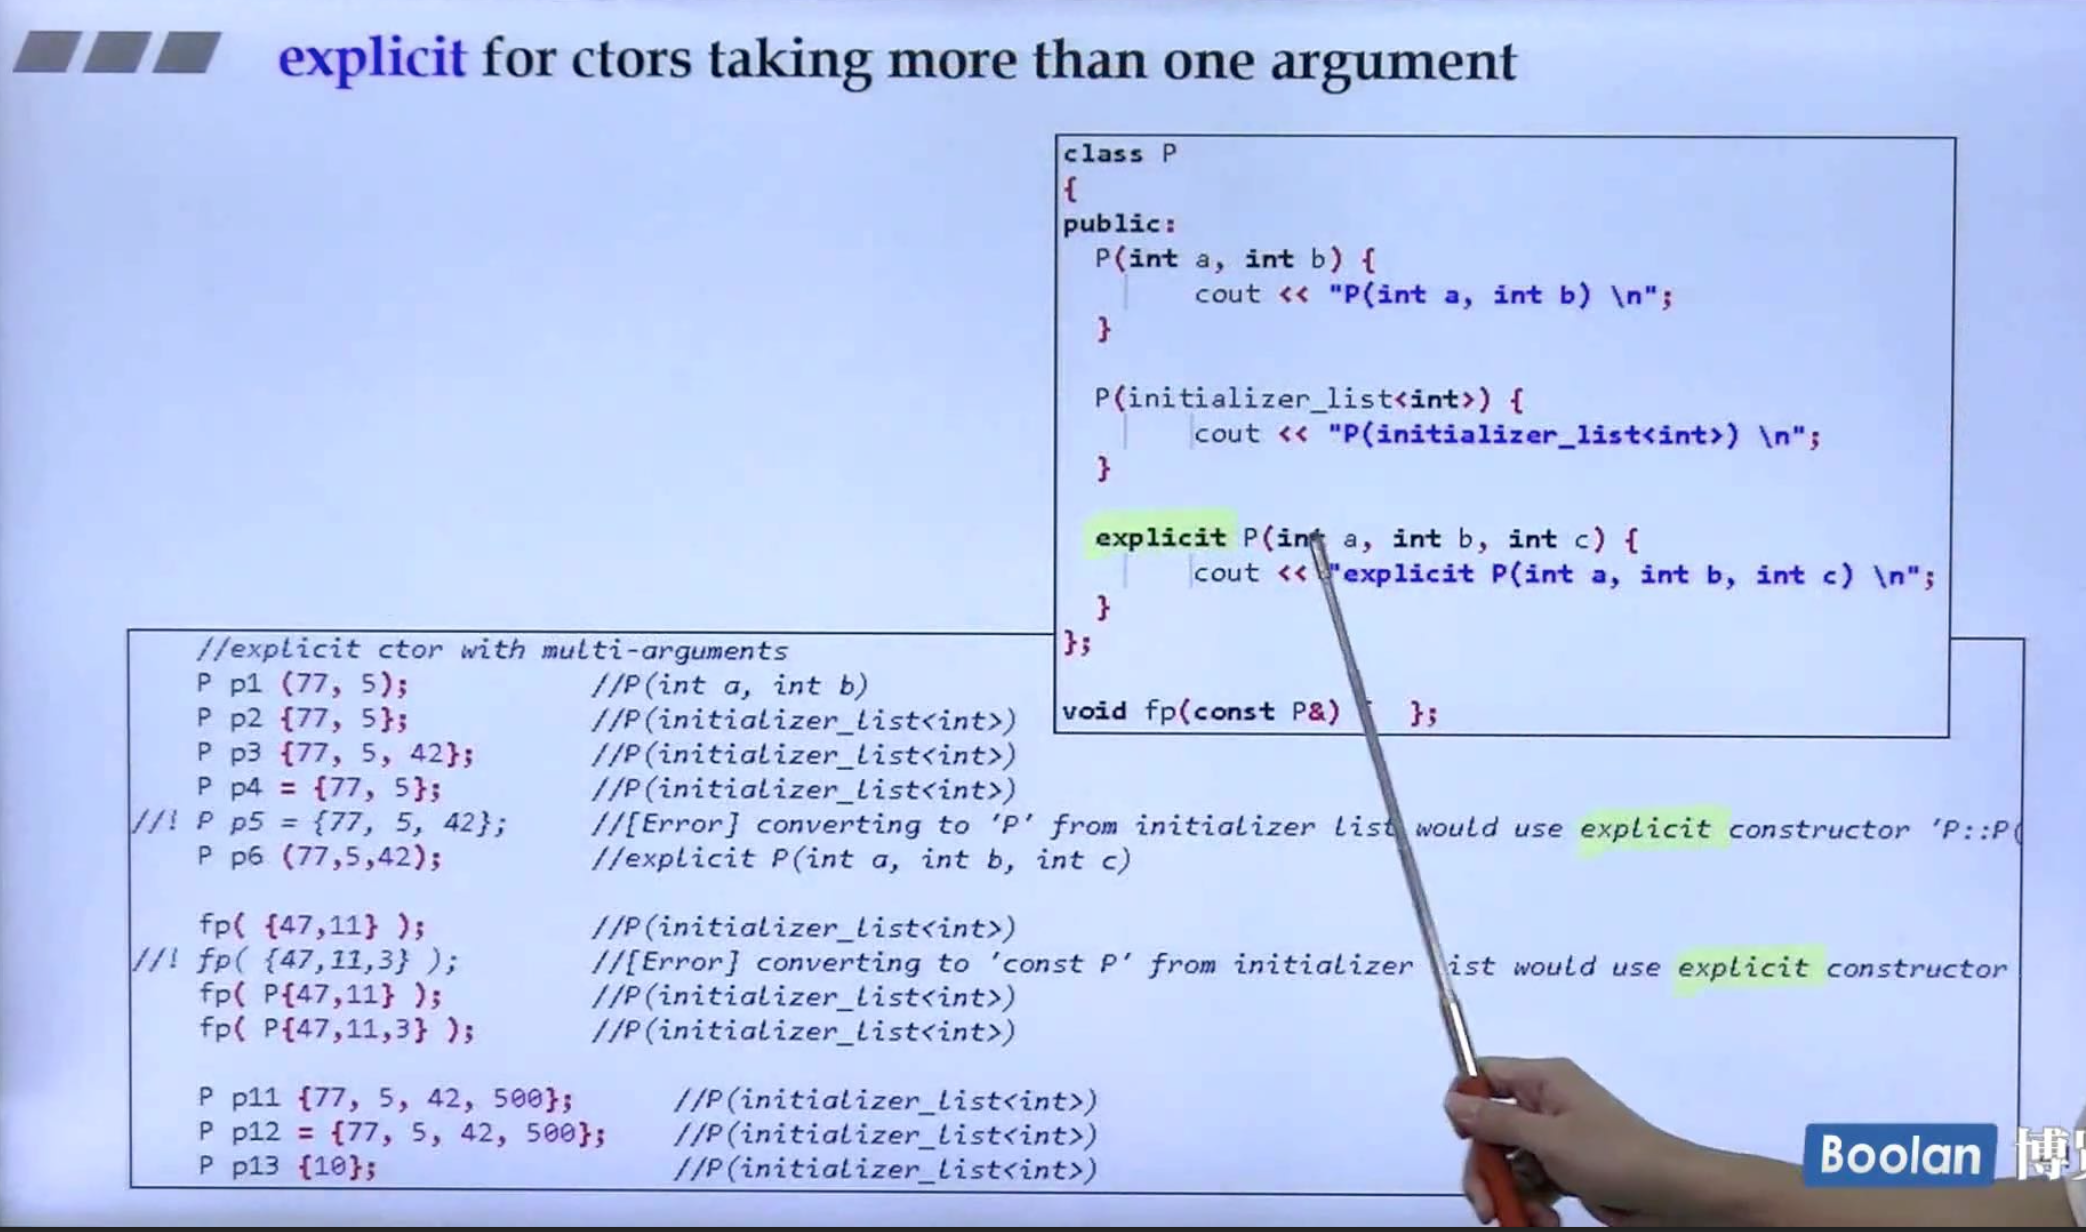 explicit for ctors taking more than one argument
class P
{
public:
P(int a, int b) {
cout << "P(int a, int b) \n";
}
P(initializer_list<int>) {
cout << "P(initializer_list<int>) \n";
}
explicit P(int a, int b, int c) {
cout << "explicit P(int a, int b, int c) \n";
}
};
void fp(const P&) };
//explicit ctor with multi-arguments
P p1 (77, 5); //P(int a, int b)
P p2 {77, 5}; //P(initializer_list<int>)
P p3 {77, 5, 42}; //P(initializer_list<int>)
P p4 = {77, 5}; //P(initializer_list<int>)
//! P p5 = {77, 5, 42}; //[Error] converting to 'P' from initializer list would use explicit constructor 'P::P(
P p6 (77,5,42); //explicit P(int a, int b, int c)
fp( {47,11} ); //P(initializer_list<int>)
//! fp( {47,11,3} ); //[Error] converting to 'const P' from initializer list would use explicit constructor
fp( P{47,11} ); //P(initializer_list<int>)
fp( P{47,11,3} ); //P(initializer_list<int>)
P p11 {77, 5, 42, 500}; //P(initializer_list<int>)
P p12 = {77, 5, 42, 500}; //P(initializer_list<int>)
P p13 {10}; //P(initializer_list<int>)
Boolan 博